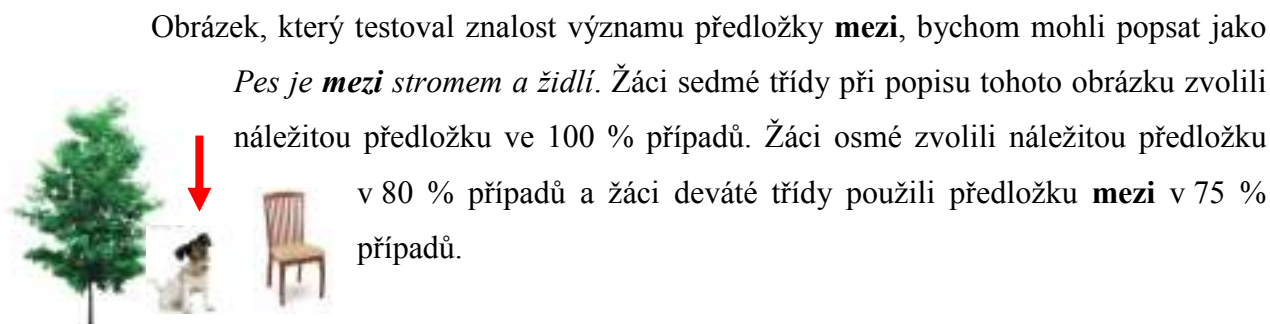 Obrázek, který testoval znalost významu předložky mezi, bychom mohli popsat jako
Pes je mezi stromem a židlí. Žáci sedmé třídy při popisu tohoto obrázku zvolili
náležitou předložku ve 100 % případů. Žáci osmé zvolili náležitou předložku
v 80 % případů a žáci deváté třídy použili předložku mezi v 75 %
případů.